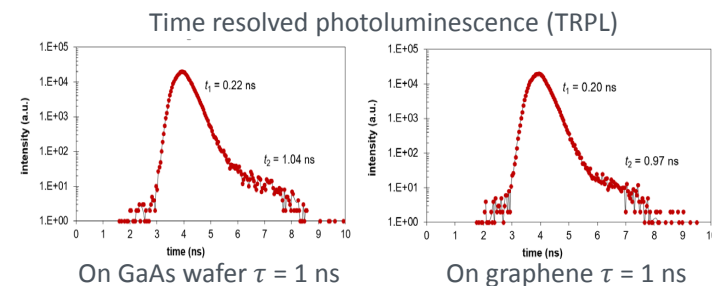 Time resolved photoluminescence (TRPL)
1.E+05
1.E+04
1.E+03
1.E+02
1.E+01
1.E+00
intensity (a.u.)
t1 = 0.22 ns
t2 = 1.04 ns
0 1 2 3 4 5 6 7 8 9 10
time (ns)
On GaAs wafer τ = 1 ns
1.E+05
1.E+04
1.E+03
1.E+02
1.E+01
1.E+00
intensity (a.u.)
t1 = 0.20 ns
t2 = 0.97 ns
0 1 2 3 4 5 6 7 8 9 10
time (ns)
On graphene τ = 1 ns